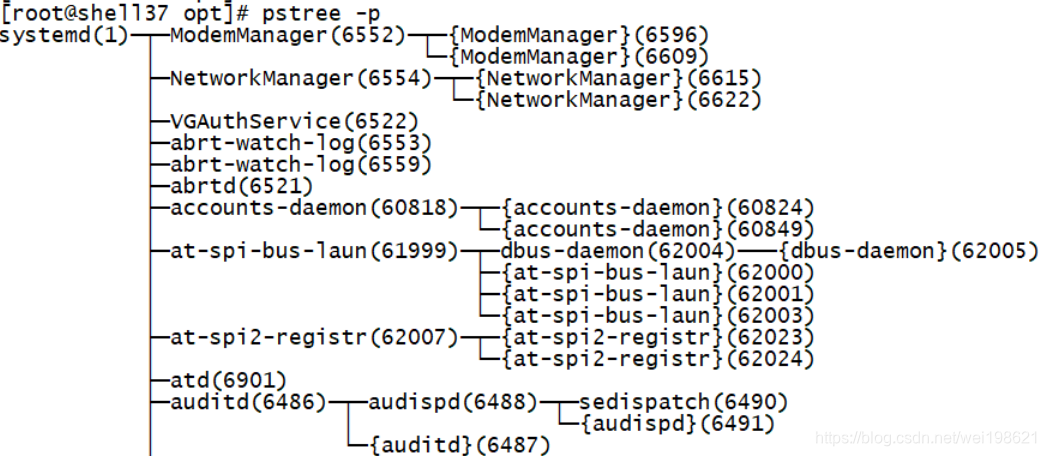 [root@shell37 opt]# pstree -p
systemd(1)─┬─ModemManager(6552)─┬─{ModemManager}(6596)
           │                    └─{ModemManager}(6609)
           ├─NetworkManager(6554)─┬─{NetworkManager}(6615)
           │                      └─{NetworkManager}(6622)
           ├─VGAuthService(6522)
           ├─abrt-watch-log(6553)
           ├─abrt-watch-log(6559)
           ├─abrtd(6521)
           ├─accounts-daemon(60818)─┬─{accounts-daemon}(60824)
           │                        └─{accounts-daemon}(60849)
           ├─at-spi-bus-laun(61999)─┬─dbus-daemon(62004)───{dbus-daemon}(62005)
           │                        ├─{at-spi-bus-laun}(62000)
           │                        ├─{at-spi-bus-laun}(62001)
           │                        └─{at-spi-bus-laun}(62003)
           ├─at-spi2-registr(62007)─┬─{at-spi2-registr}(62023)
           │                        └─{at-spi2-registr}(62024)
           ├─atd(6901)
           ├─auditd(6486)─┬─audispd(6488)─┬─sedispatch(6490)
           │              │               └─{audispd}(6491)
           │              └─{auditd}(6487)
https://blog.csdn.net/wei198621